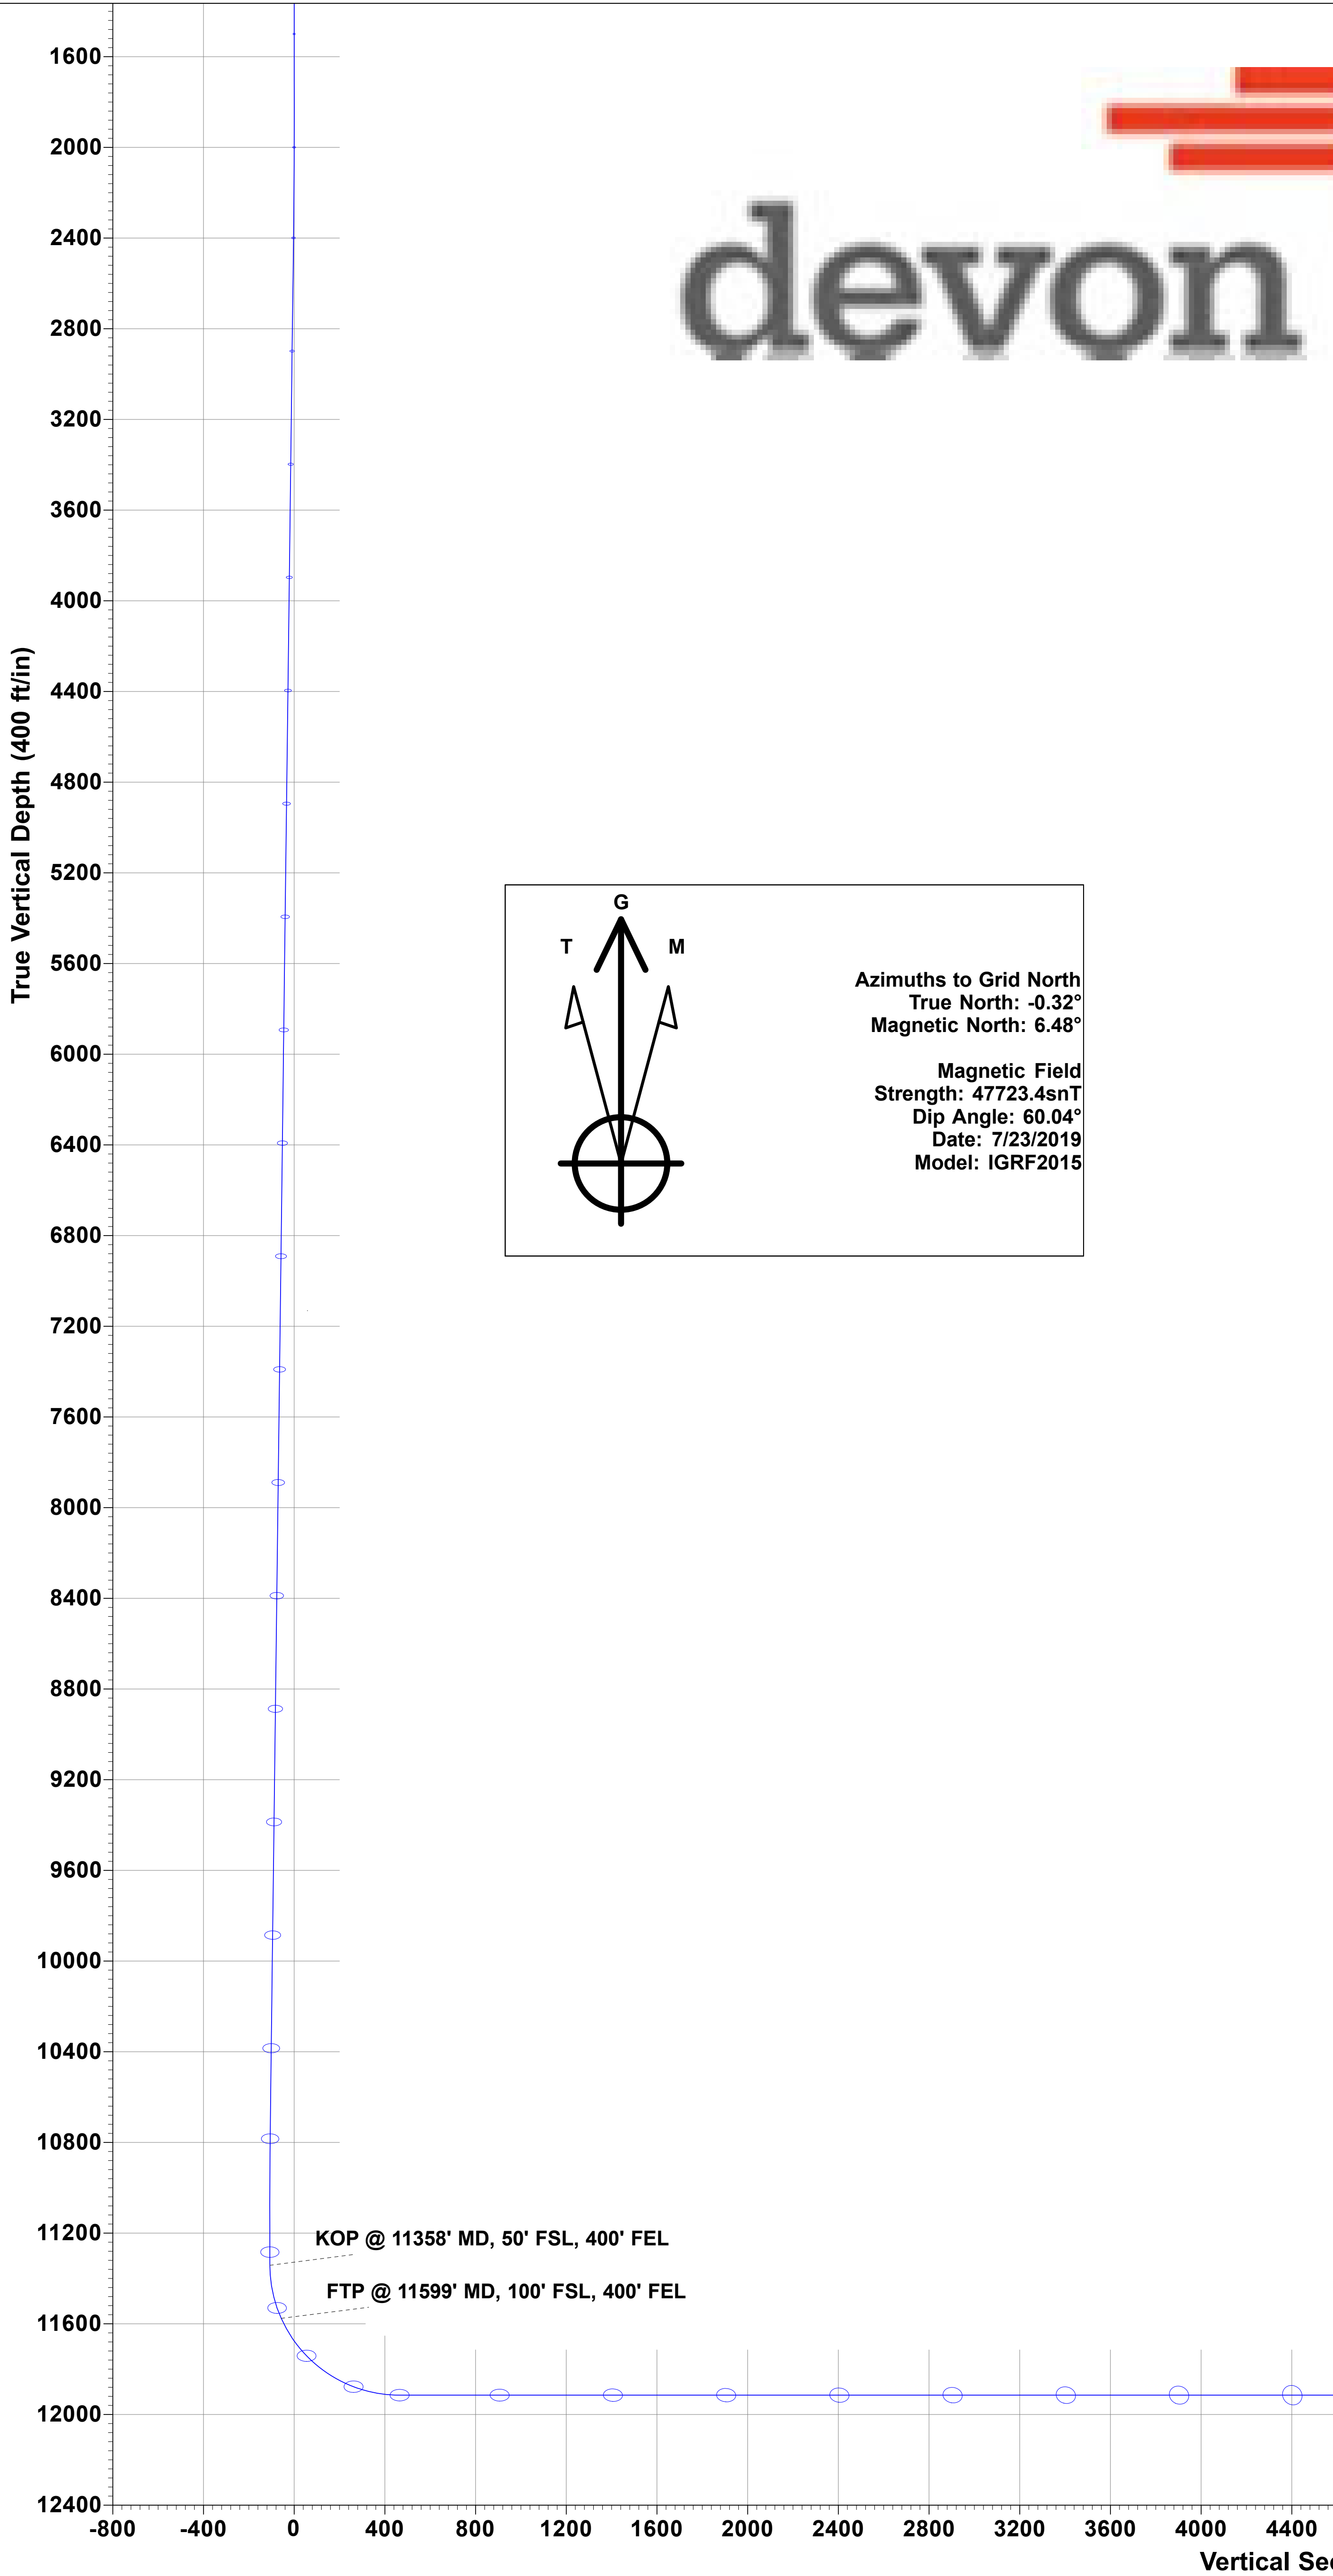 devon
True Vertical Depth (400 ft/in)
1600
2000
2400
2800
3200
3600
4000
4400
4800
5200
5600
6000
6400
6800
7200
7600
8000
8400
8800
9200
9600
10000
10400
10800
11200
11600
12000
12400
G
T M
Azimuths to Grid North
True North: -0.32°
Magnetic North: 6.48°
Magnetic Field
Strength: 47723.4snT
Dip Angle: 60.04°
Date: 7/23/2019
Model: IGRF2015
KOP @ 11358' MD, 50' FSL, 400' FEL
FTP @ 11599' MD, 100' FSL, 400' FEL
-800 -400 0 400 800 1200 1600 2000 2400 2800 3200 3600 4000 4400
Vertical